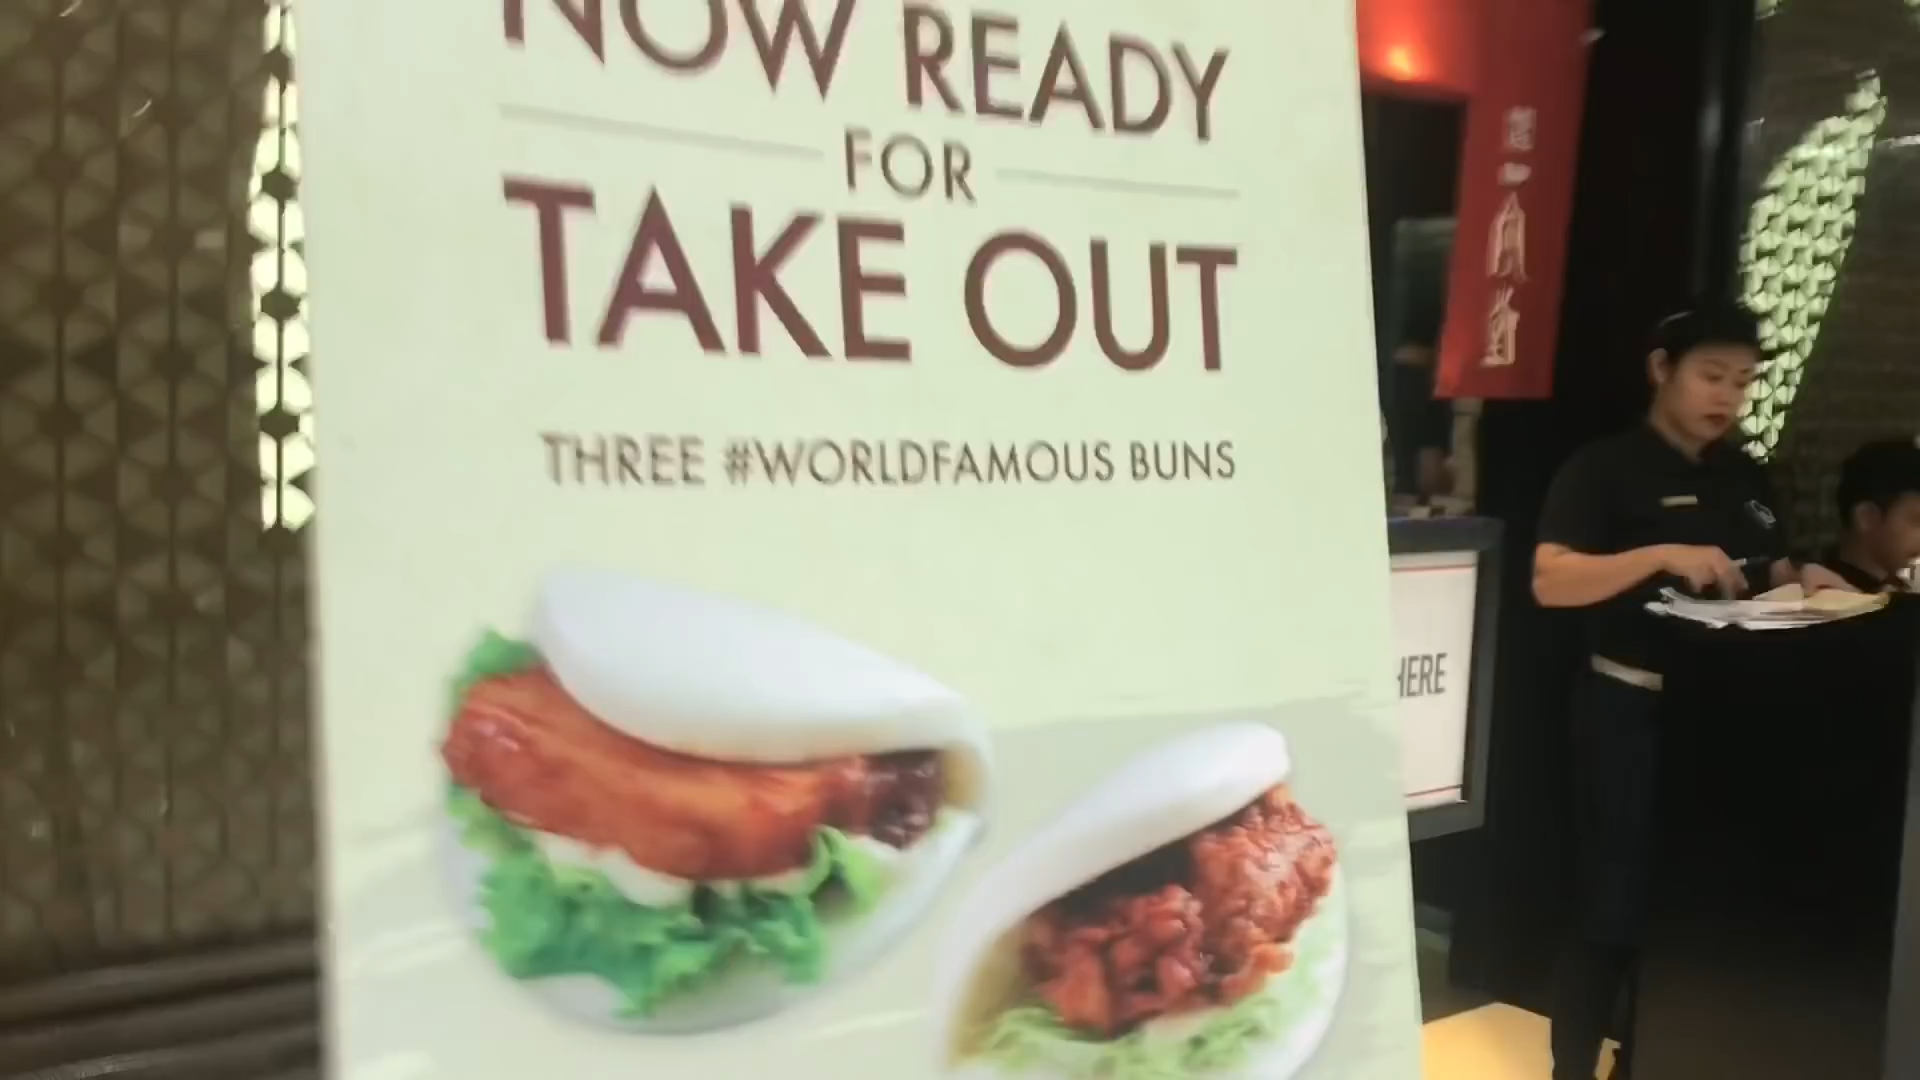 NOW READY
FOR
TAKE OUT
THREE #WORLDFAMOUS BUNS
HERE